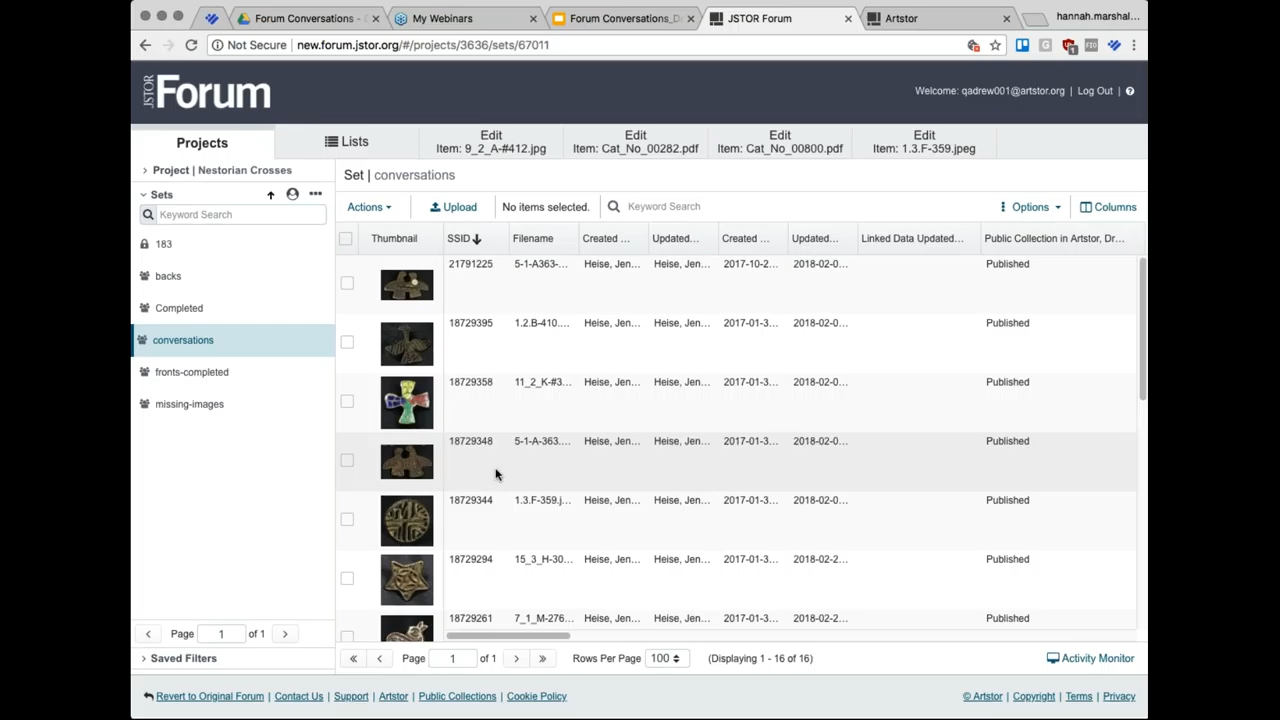 Forum Conversations - ( ×
My Webinars ×
Forum Conversations_D ×
JSTOR Forum ×
Artstor ×
hannah.marshal...
Not Secure | new.forum.jstor.org/#/projects/3636/sets/67011
JSTOR Forum
Welcome: qadrew001@artstor.org | Log Out | ?
Projects
Lists
Edit
Item: 9_2_A-#412.jpg
Edit
Item: Cat_No_00282.pdf
Edit
Item: Cat_No_00800.pdf
Edit
Item: 1.3.F-359.jpeg
Project | Nestorian Crosses
Sets
Keyword Search
183
backs
Completed
conversations
fronts-completed
missing-images
Page 1 of 1
Saved Filters
Set | conversations
Actions
Upload
No items selected.
Keyword Search
Options
Columns
Thumbnail SSID Filename Created ... Updated... Created ... Updated... Linked Data Updated... Public Collection in Artstor, Dr...
21791225 5-1-A363-... Heise, Jen... Heise, Jen... 2017-10-2... 2018-02-0... Published
18729395 1.2.B-410.... Heise, Jen... Heise, Jen... 2017-01-3... 2018-02-0... Published
18729358 11_2_K-#3... Heise, Jen... Heise, Jen... 2017-01-3... 2018-02-0... Published
18729348 5-1-A-363.... Heise, Jen... Heise, Jen... 2017-01-3... 2018-02-0... Published
18729344 1.3.F-359.j... Heise, Jen... Heise, Jen... 2017-01-3... 2018-02-0... Published
18729294 15_3_H-30... Heise, Jen... Heise, Jen... 2017-01-3... 2018-02-2... Published
18729261 7_1_M-276... Heise, Jen... Heise, Jen... 2017-01-3... 2018-02-2... Published
Page 1 of 1 Rows Per Page 100 (Displaying 1 - 16 of 16)
Activity Monitor
Revert to Original Forum | Contact Us | Support | Artstor | Public Collections | Cookie Policy
© Artstor | Copyright | Terms | Privacy